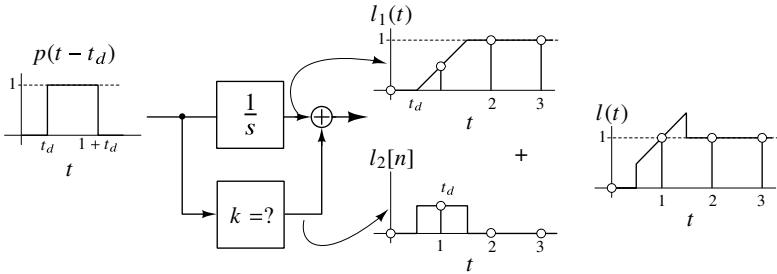 p(t − t_d)
1
t_d
1 + t_d
t
1
s
k =?
l_1(t)
1
t_d
2
3
t
l_2[n]
t_d
1
2
3
t
+
l(t)
1
1
2
3
t